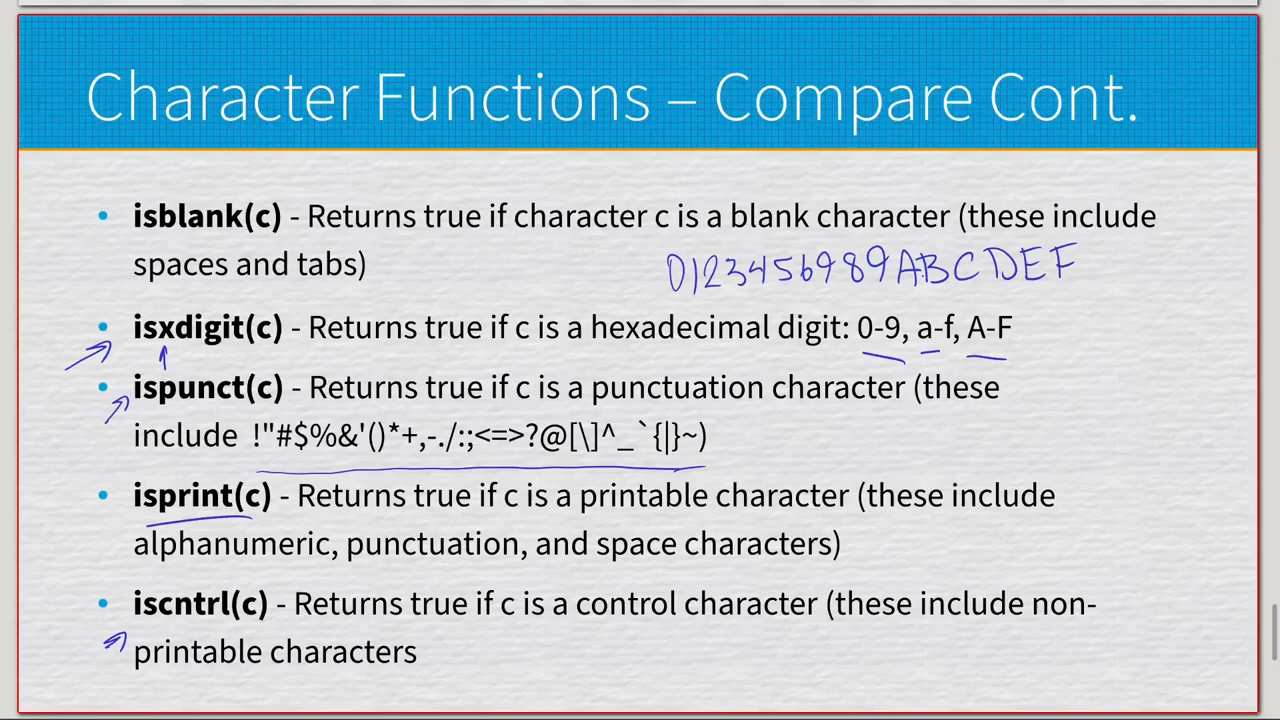 Character Functions – Compare Cont.
• isblank(c) - Returns true if character c is a blank character (these include
spaces and tabs)
0123456989ABCDEF
• isxdigit(c) - Returns true if c is a hexadecimal digit: 0-9, a-f, A-F
• ispunct(c) - Returns true if c is a punctuation character (these
include !"#$%&'()*+,-./:;<=>?@[\]^_`{|}~)
• isprint(c) - Returns true if c is a printable character (these include
alphanumeric, punctuation, and space characters)
• iscntrl(c) - Returns true if c is a control character (these include non-
printable characters